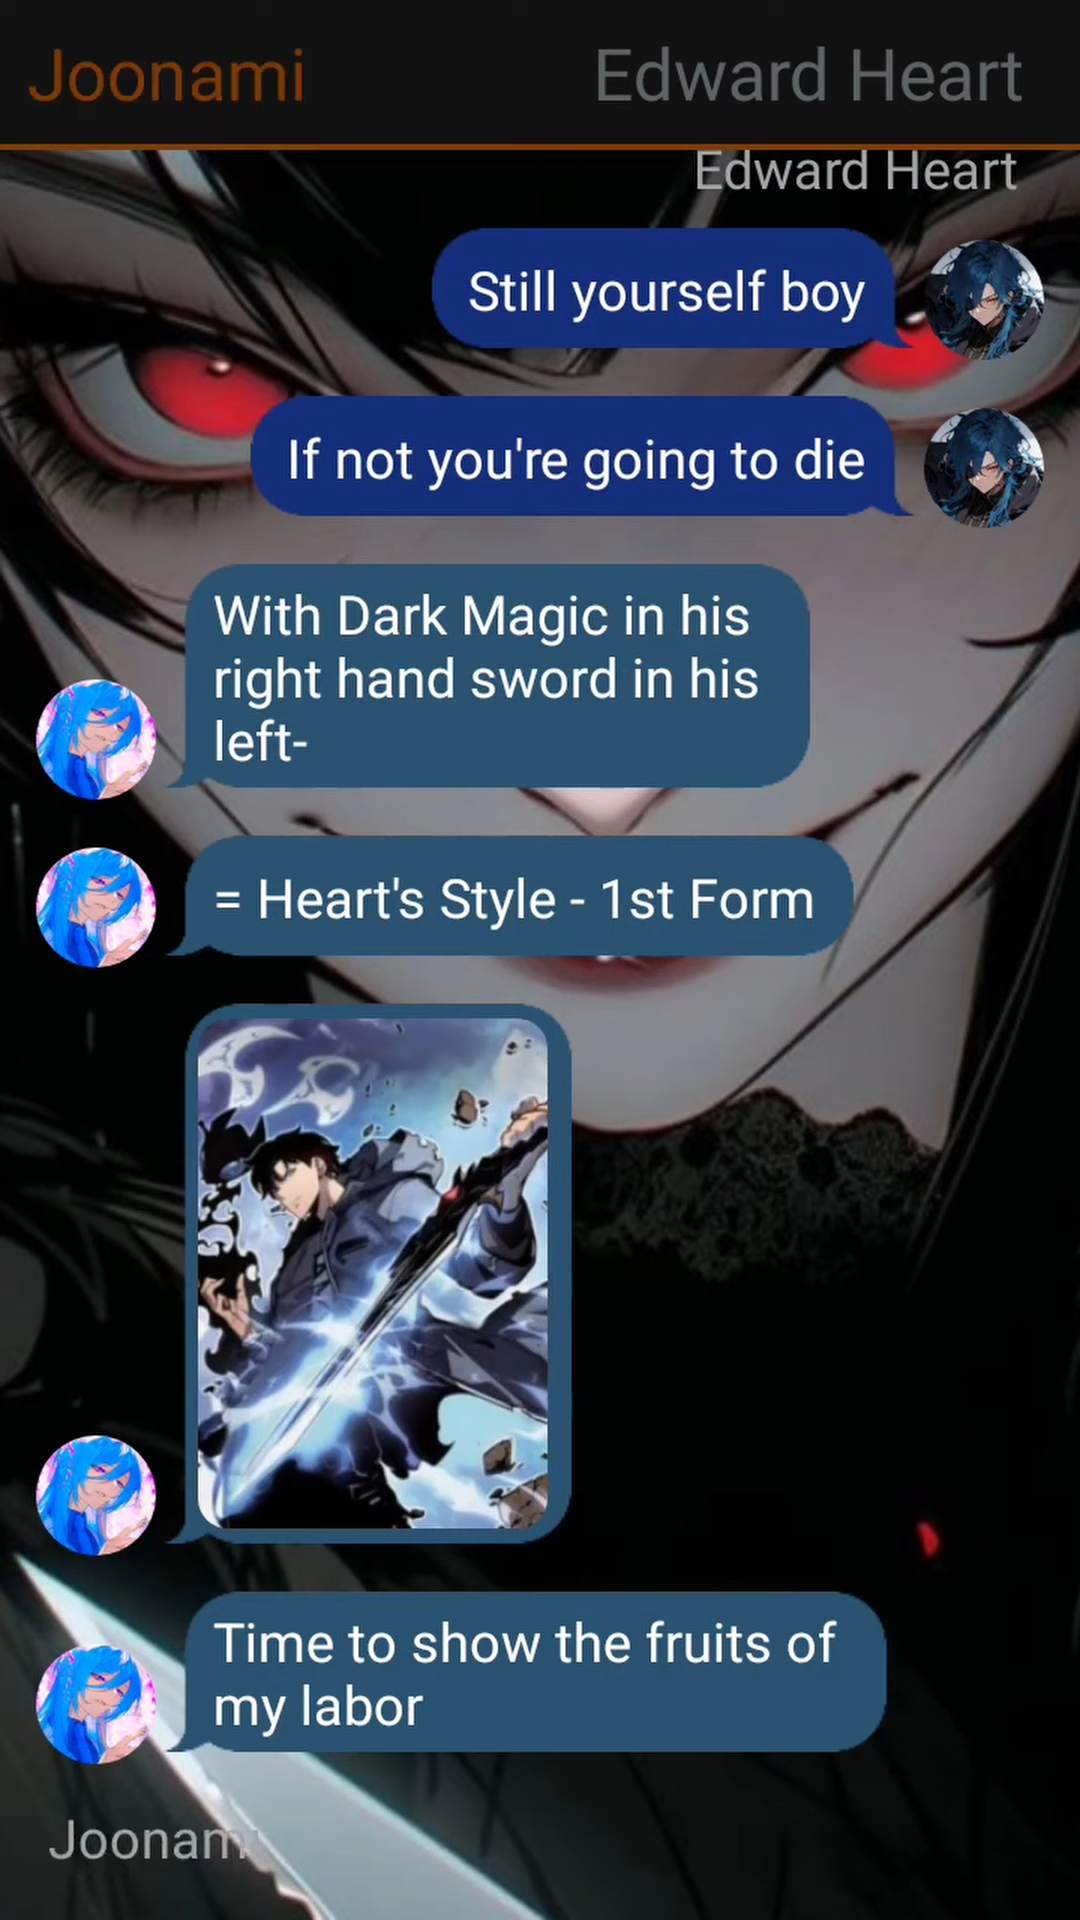 Joonami
Edward Heart
Edward Heart
Still yourself boy
If not you're going to die
With Dark Magic in his
right hand sword in his
left-
= Heart's Style - 1st Form
Time to show the fruits of
my labor
Joonami